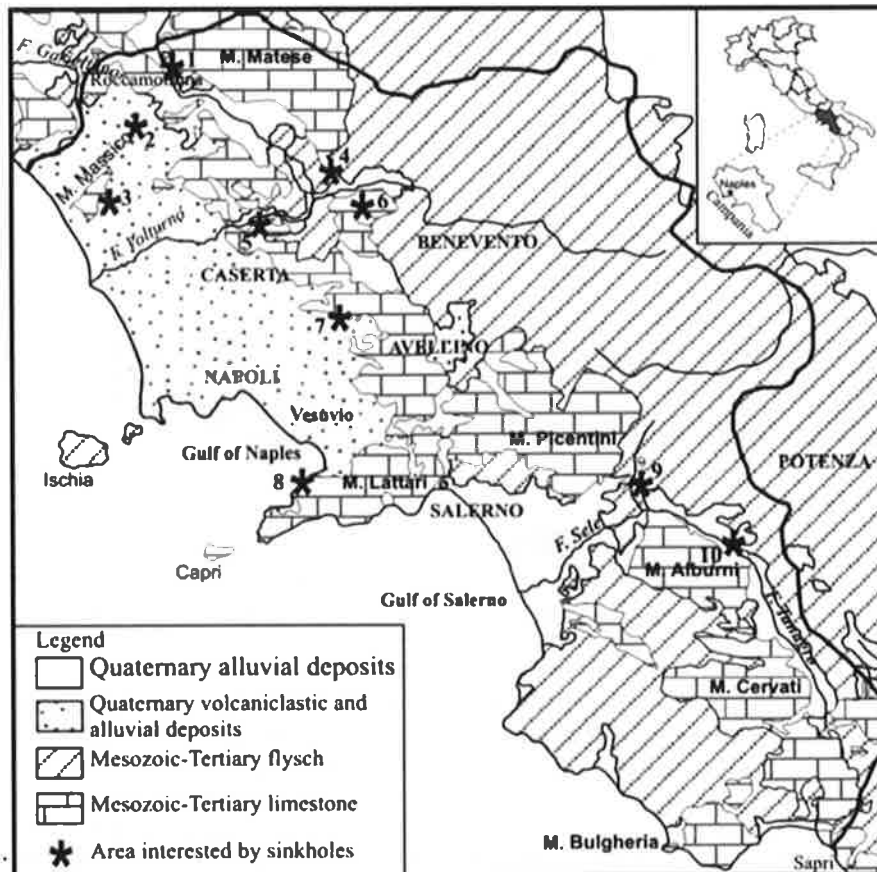 F. Garigliano
1
M. Matese
Roccamonfina
2
M. Massico
3
4
5
6
F. Volturno
BENEVENTO
CASERTA
7
AVELLINO
NAPOLI
Vesuvio
Ischia
Gulf of Naples
M. Picentini
POTENZA
8
M. Lattari
9
SALERNO
F. Sele
10
Capri
M. Alburni
Gulf of Salerno
F. Tanagro
M. Cervati
M. Bulgheria
Sapri
Naples
Campania
Legend
Quaternary alluvial deposits
Quaternary volcaniclastic and
alluvial deposits
Mesozoic-Tertiary flysch
Mesozoic-Tertiary limestone
Area interested by sinkholes